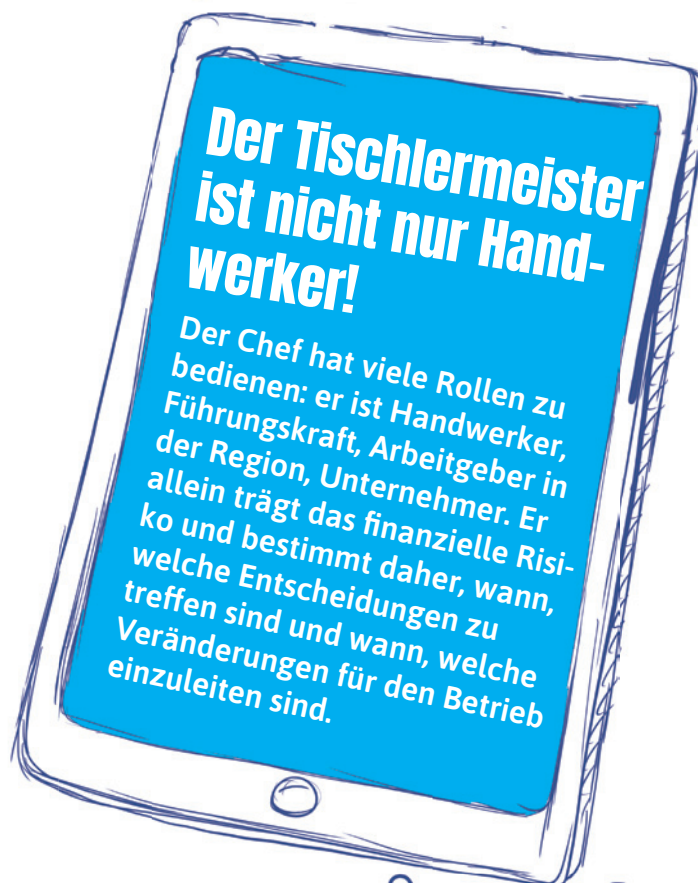 Der Tischlermeister
ist nicht nur Hand-
werker!
Der Chef hat viele Rollen zu
bedienen: er ist Handwerker,
Führungskraft, Arbeitgeber in
der Region, Unternehmer. Er
allein trägt das finanzielle Risi-
ko und bestimmt daher, wann,
welche Entscheidungen zu
treffen sind und wann, welche
Veränderungen für den Betrieb
einzuleiten sind.